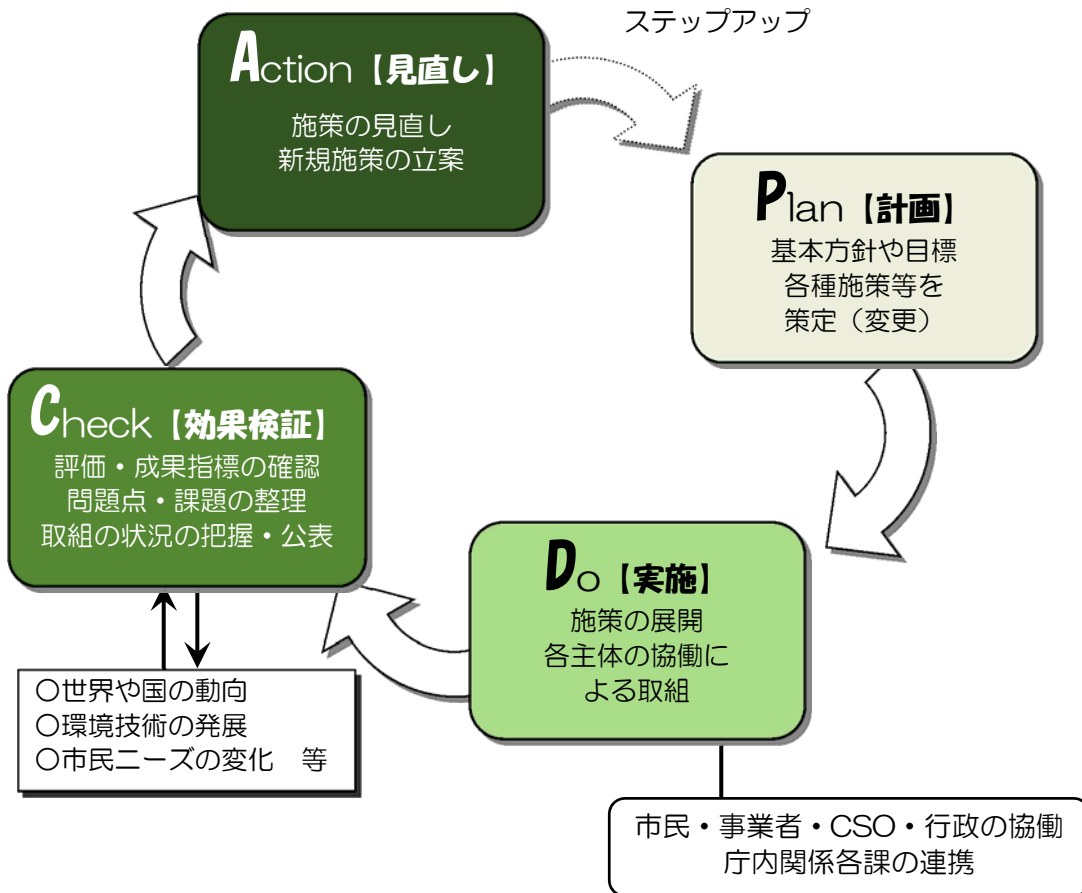 ステップアップ
Action【見直し】
施策の見直し
新規施策の立案
Plan【計画】
基本方針や目標
各種施策等を
策定（変更）
Do【実施】
施策の展開
各主体の協働に
よる取組
Check【効果検証】
評価・成果指標の確認
問題点・課題の整理
取組の状況の把握・公表
○世界や国の動向
○環境技術の発展
○市民ニーズの変化　等
市民・事業者・CSO・行政の協働
庁内関係各課の連携